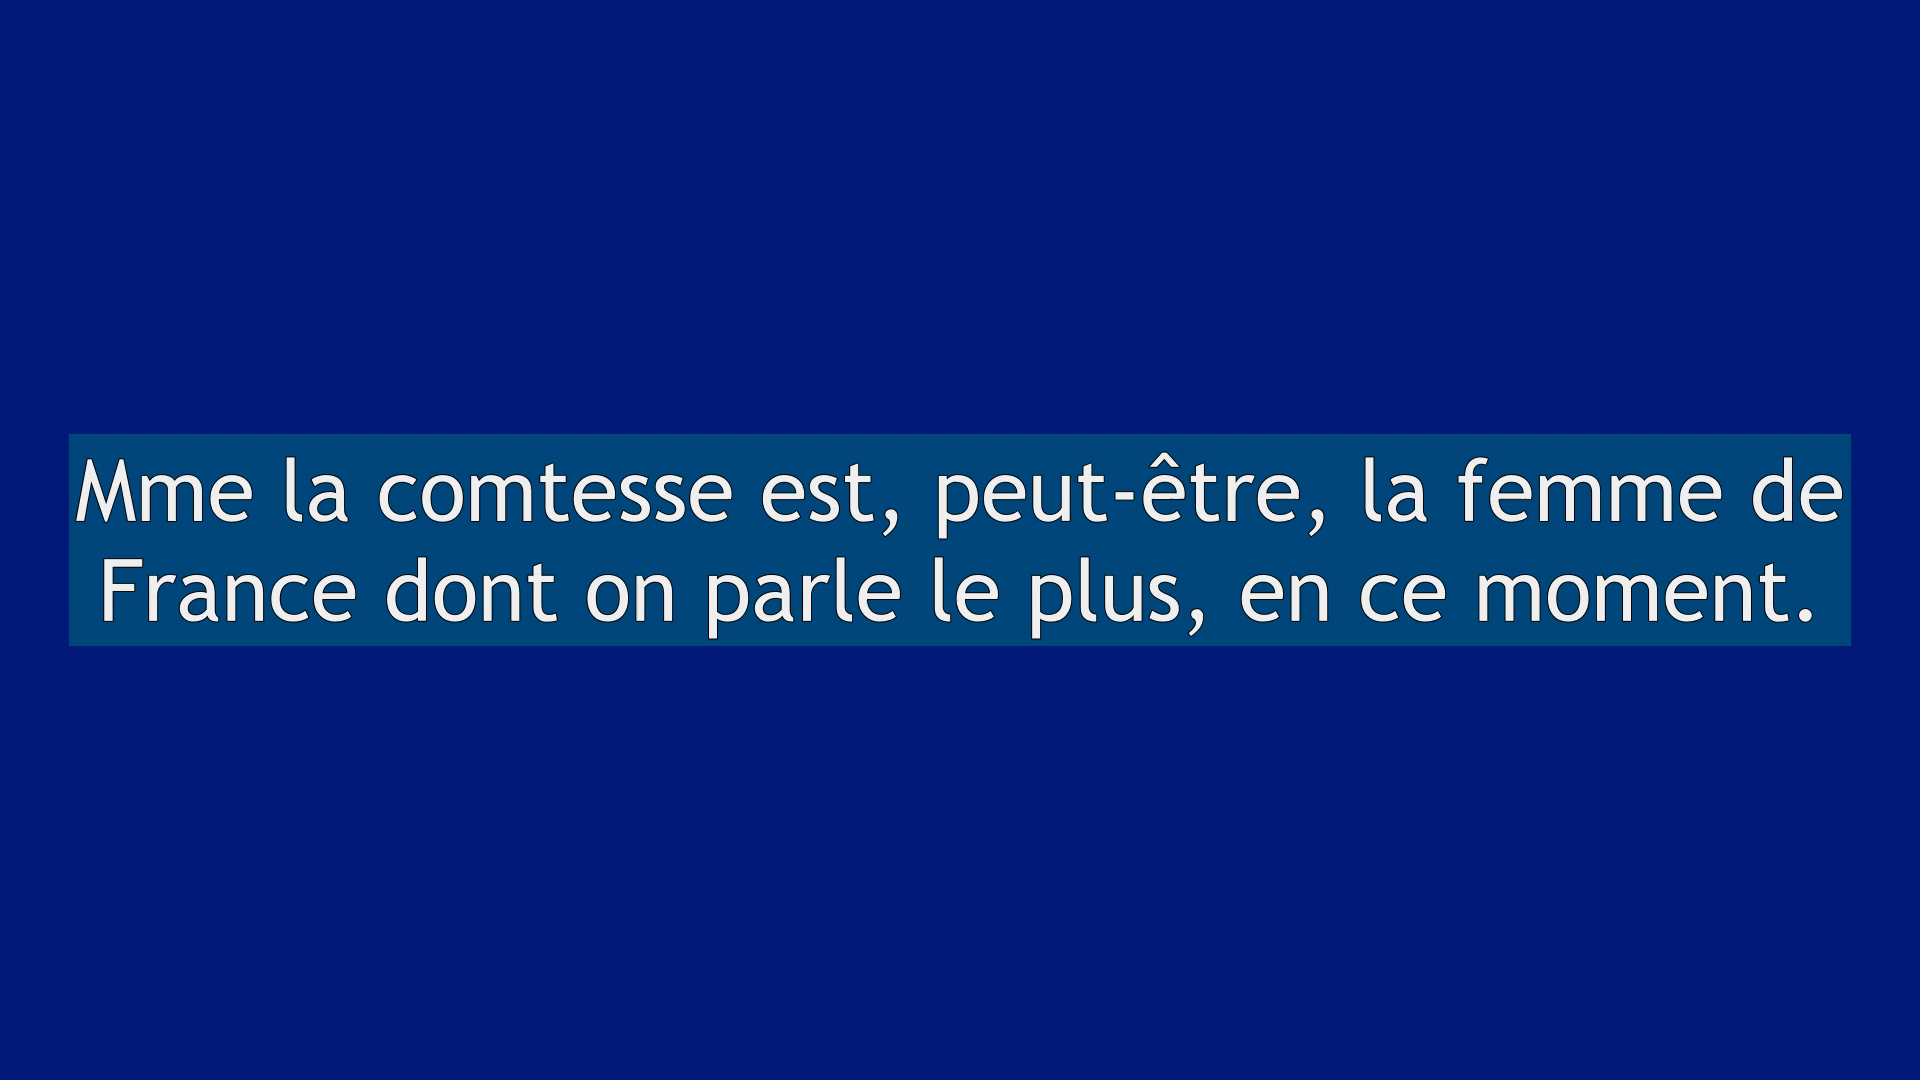 Mme la comtesse est, peut-être, la femme de
France dont on parle le plus, en ce moment.